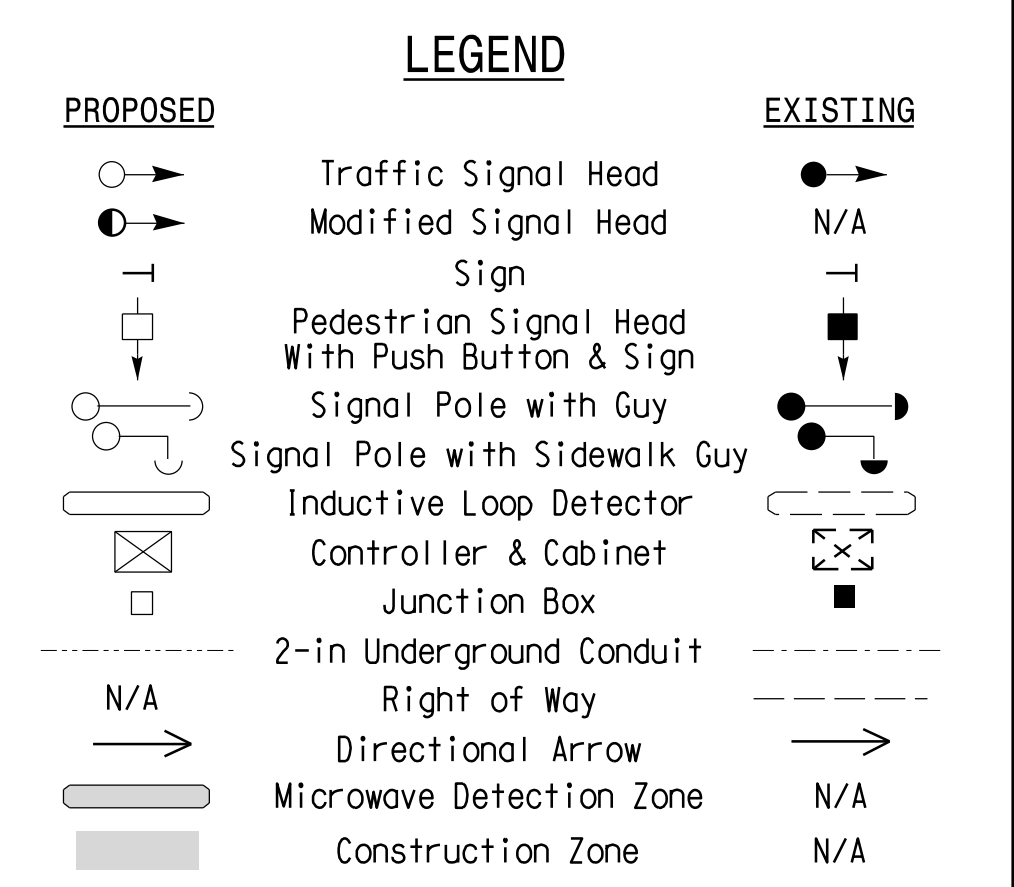 LEGEND
PROPOSED EXISTING
Traffic Signal Head
Modified Signal Head N/A
Sign
Pedestrian Signal Head
With Push Button & Sign
Signal Pole with Guy
Signal Pole with Sidewalk Guy
Inductive Loop Detector
Controller & Cabinet
Junction Box
2-in Underground Conduit
N/A Right of Way
Directional Arrow
Microwave Detection Zone N/A
Construction Zone N/A